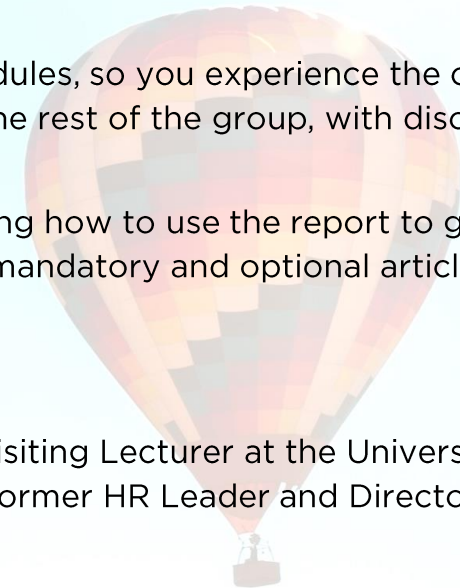 dules, so you experience the c
he rest of the group, with disc
ng how to use the report to g
mandatory and optional articl
isiting Lecturer at the Univers
ormer HR Leader and Directo